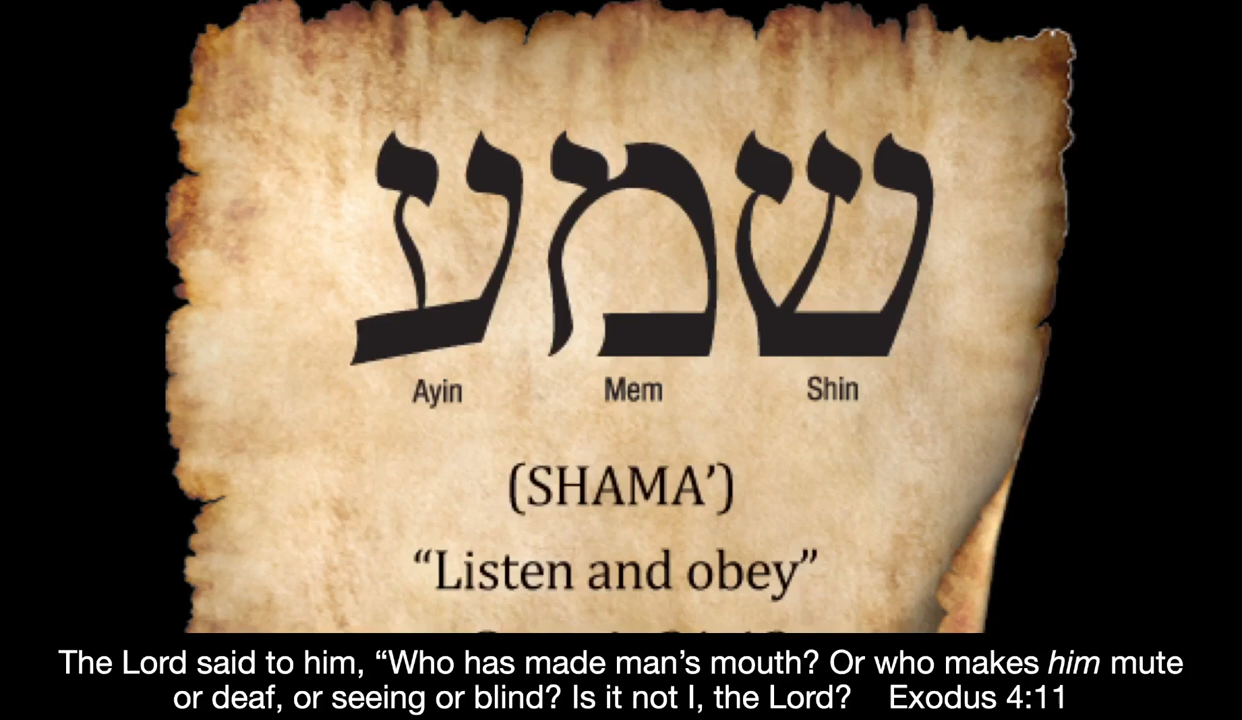 שמע
Ayin Mem Shin
(SHAMA’)
“Listen and obey”
The Lord said to him, “Who has made man’s mouth? Or who makes him mute
or deaf, or seeing or blind? Is it not I, the Lord? Exodus 4:11